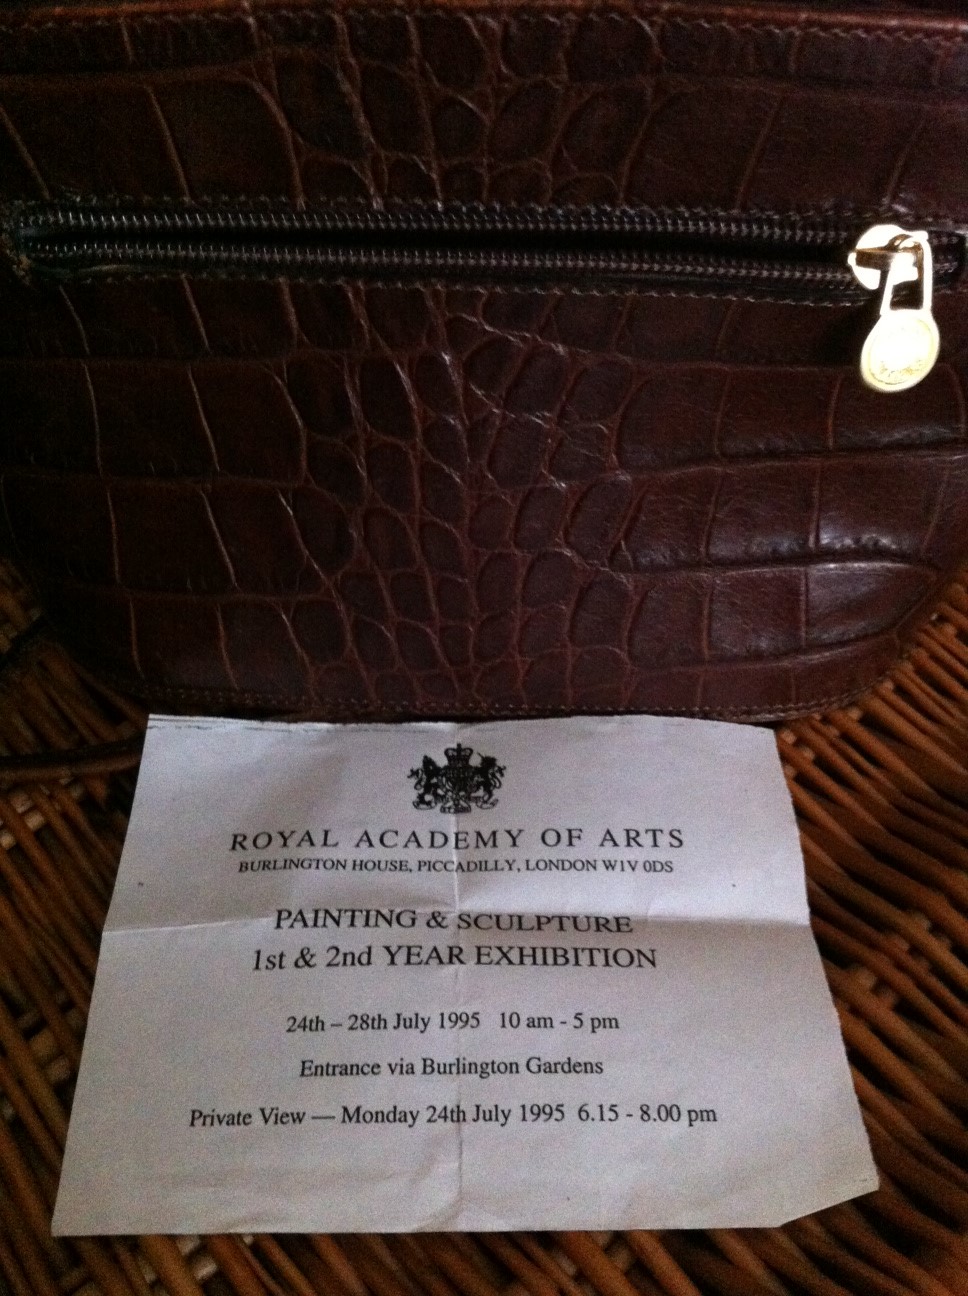 ROYAL ACADEMY OF ARTS
BURLINGTON HOUSE, PICCADILLY, LONDON W1V 0DS
PAINTING & SCULPTURE
1st & 2nd YEAR EXHIBITION
24th – 28th July 1995 10 am - 5 pm
Entrance via Burlington Gardens
Private View — Monday 24th July 1995 6.15 - 8.00 pm